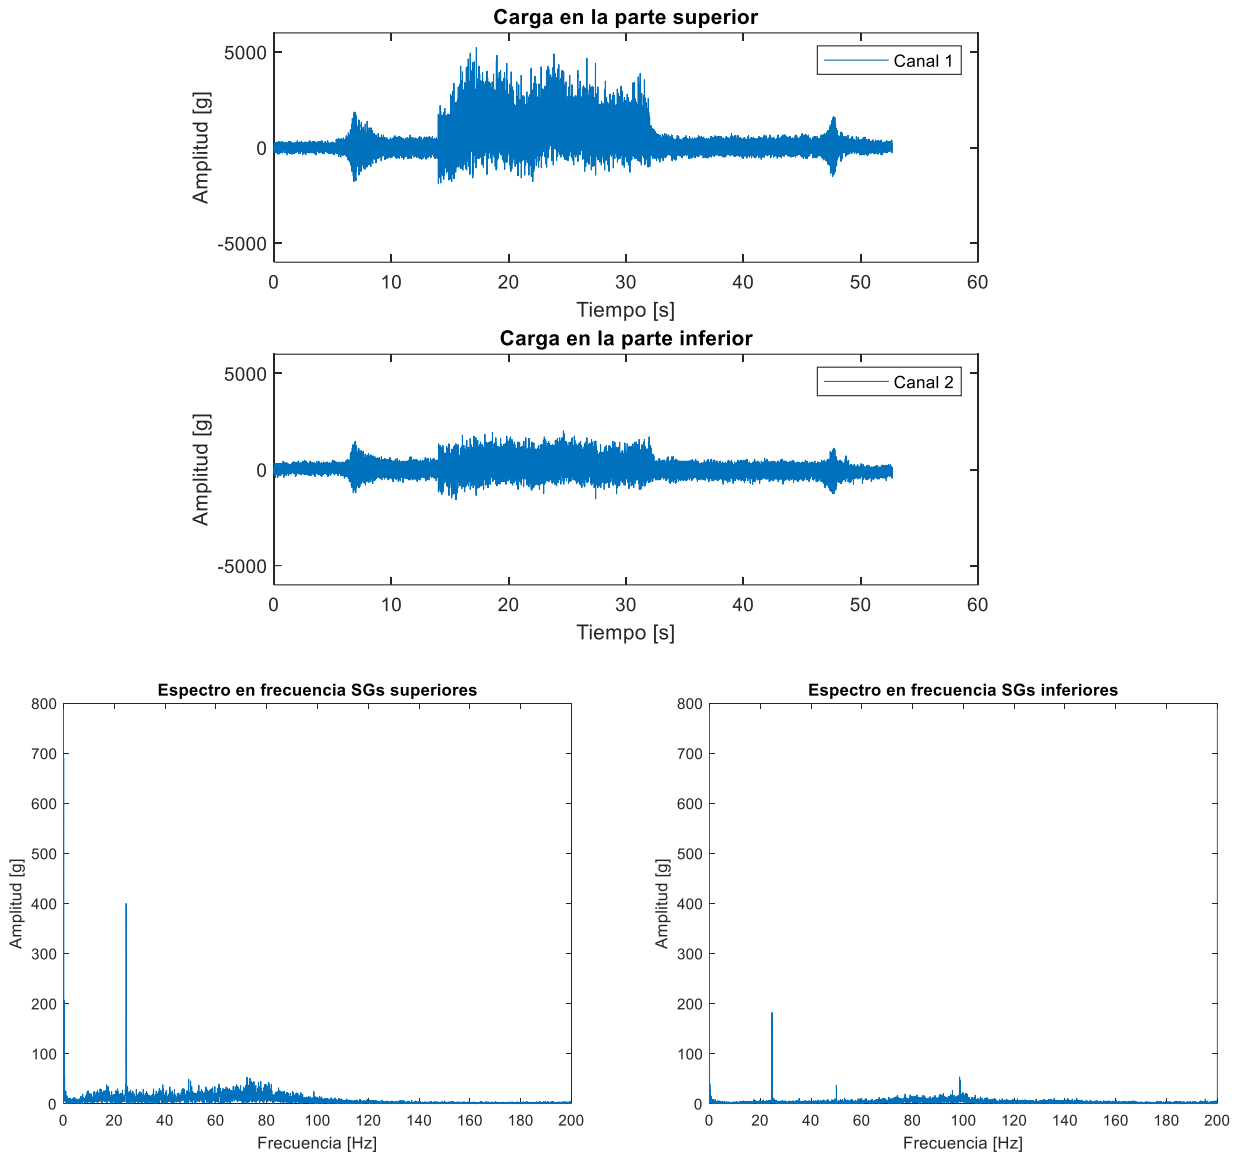 Carga en la parte superior
Canal 1
5000
0
-5000
Amplitud [g]
0 10 20 30 40 50 60
Tiempo [s]
Carga en la parte inferior
Canal 2
5000
0
-5000
Amplitud [g]
0 10 20 30 40 50 60
Tiempo [s]
Espectro en frecuencia SGs superiores
800
700
600
500
400
300
200
100
0
Amplitud [g]
0 20 40 60 80 100 120 140 160 180 200
Frecuencia [Hz]
Espectro en frecuencia SGs inferiores
800
700
600
500
400
300
200
100
0
Amplitud [g]
0 20 40 60 80 100 120 140 160 180 200
Frecuencia [Hz]